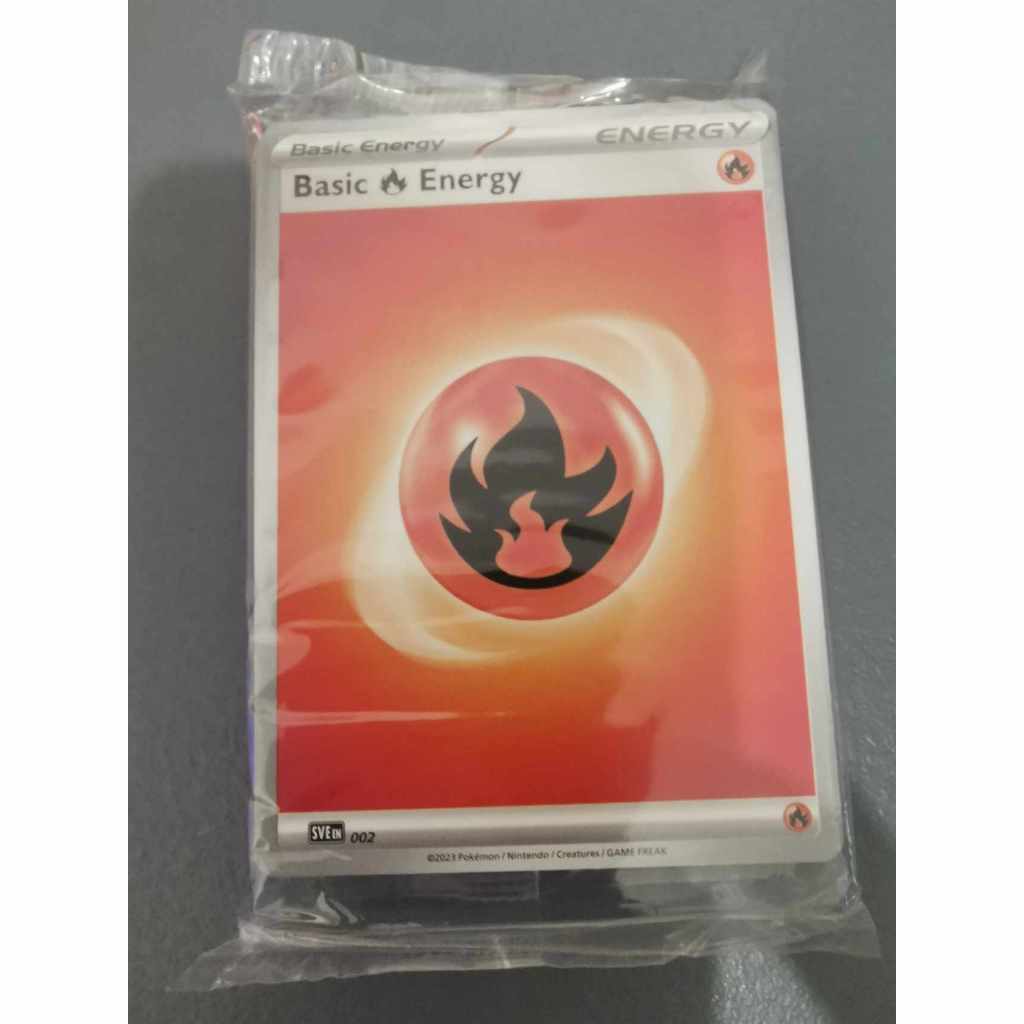 Basic Energy ENERGY
Basic Energy
SVE EN 002
©2023 Pokémon / Nintendo / Creatures / GAME FREAK